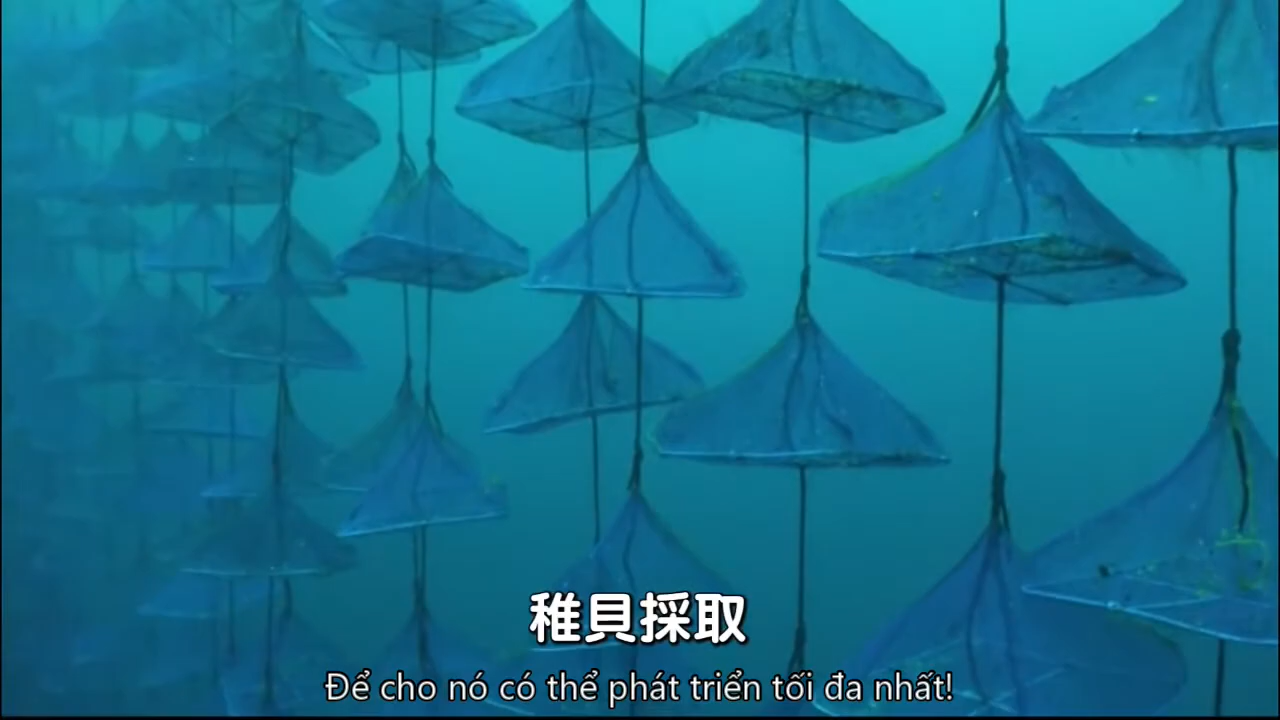 稚貝採取
Để cho nó có thể phát triển tối đa nhất!